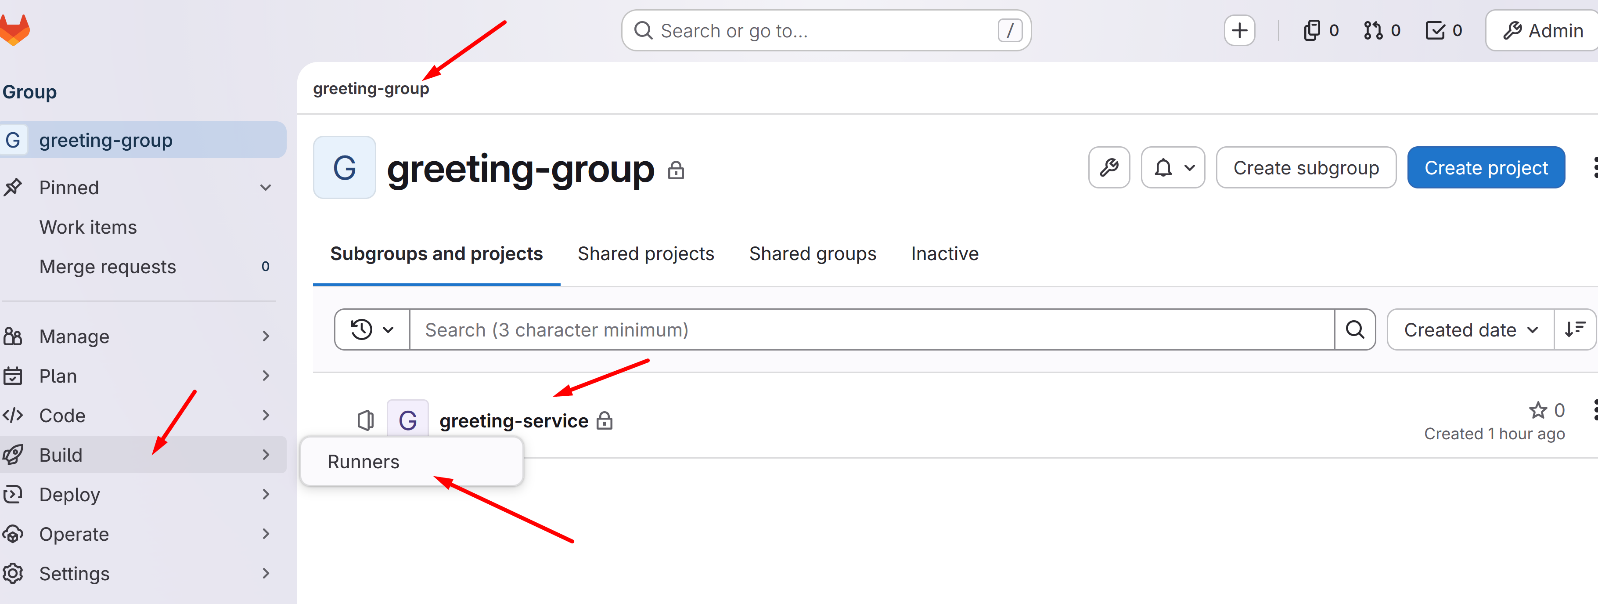 Search or go to... /
0 0 0 Admin
Group
greeting-group
G greeting-group
Pinned
Work items
Merge requests 0
Manage
Plan
Code
Build
Deploy
Operate
Settings
G greeting-group
Create subgroup
Create project
Subgroups and projects Shared projects Shared groups Inactive
Search (3 character minimum)
Created date
G greeting-service
0
Created 1 hour ago
Runners